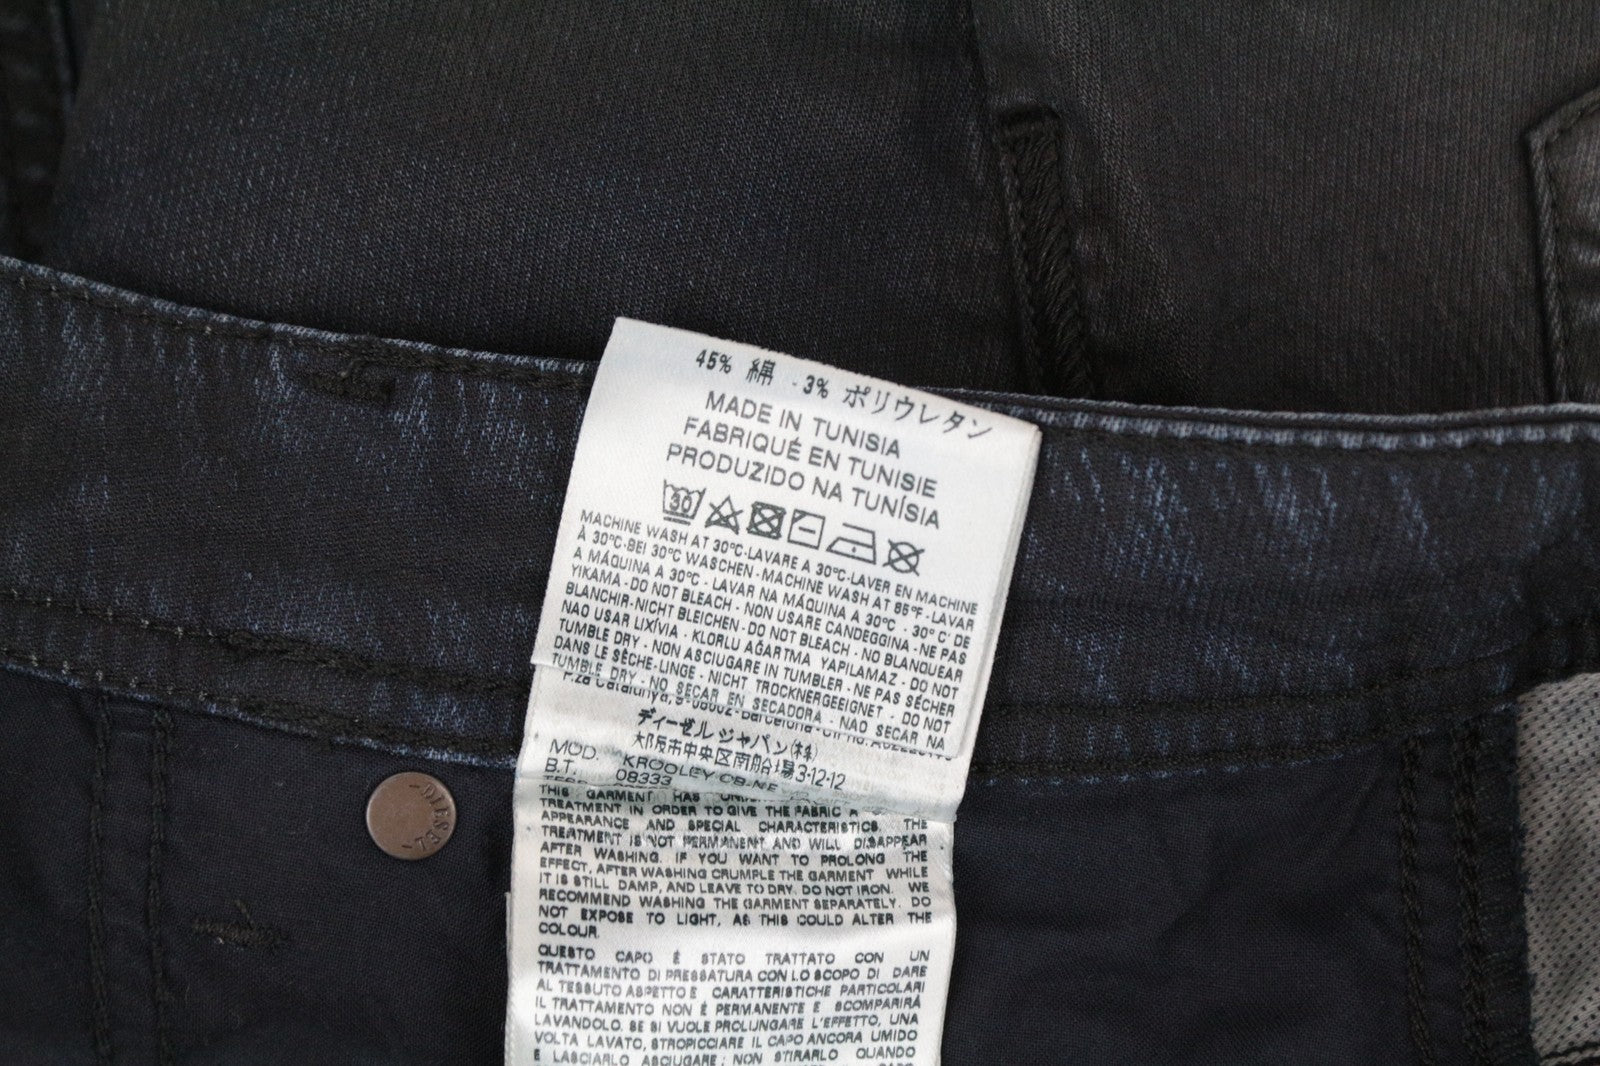 45% 綿 3% ポリウレタン
MADE IN TUNISIA
FABRIQUÉ EN TUNISIE
PRODUZIDO NA TUNÍSIA
30
MACHINE WASH AT 30°C-LAVARE A 30°C-LAVER EN MACHINE
À 30°C-BEI 30°C WASCHEN - MACHINE WASH AT 85°F - LAVAR
A MÁQUINA A 30°C - LAVAR NA MÁQUINA A 30°C . 30° C' DE
YIKAMA - DO NOT BLEACH - NON USARE CANDEGGINA - NE PAS
BLANCHIR-NICHT BLEICHEN - DO NOT BLEACH - NO BLANQUEAR
NAO USAR LIXÍVIA - KLORLU AĞARTMA YAPILAMAZ - DO NOT
TUMBLE DRY - NON ASCIUGARE IN TUMBLER - NE PAS SÉCHER
DANS LE SÈCHE-LINGE - NICHT TROCKNERGEEIGNET - DO NOT
TUMBLE DRY - NO SECAR EN SECADORA - NAO SECAR NA
P.za Catalunya, 9-08002-Barcelona
ディーゼルジャパン(株)
大阪市中央区南船場3-12-12
MOD. KROOLEY CB-NE
B.T. 08333
THIS GARMENT HAS
TREATMENT IN ORDER TO GIVE THE FABRIC A
APPEARANCE AND SPECIAL CHARACTERISTICS. THE
TREATMENT IS NOT PERMANENT AND WILL DISAPPEAR
AFTER WASHING. IF YOU WANT TO PROLONG THE
EFFECT, AFTER WASHING CRUMPLE THE GARMENT WHILE
IT IS STILL DAMP, AND LEAVE TO DRY. DO NOT IRON. WE
RECOMMEND WASHING THE GARMENT SEPARATELY. DO
NOT EXPOSE TO LIGHT, AS THIS COULD ALTER THE
COLOUR.
QUESTO CAPO È STATO TRATTATO CON UN
TRATTAMENTO DI PRESSATURA CON LO SCOPO DI DARE
AL TESSUTO ASPETTO E CARATTERISTICHE PARTICOLARI
IL TRATTAMENTO NON È PERMANENTE E SCOMPARIRÀ
LAVANDOLO. SE SI VUOLE PROLUNGARE L'EFFETTO, UNA
VOLTA LAVATO, STROPICCIARE IL CAPO ANCORA UMIDO
E LASCIARLO ASCIUGARE; NON STIRARLO QUANDO
DIESEL